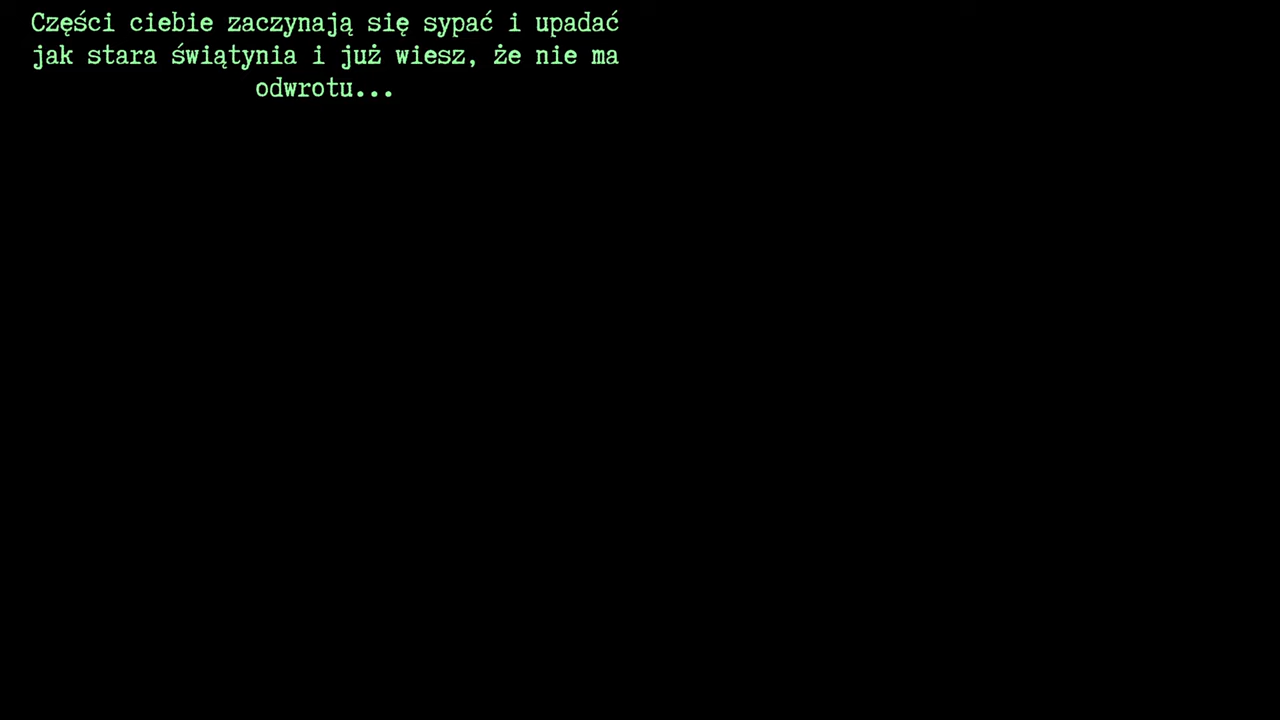 Części ciebie zaczynają się sypać i upadać
jak stara świątynia i już wiesz, że nie ma
odwrotu...